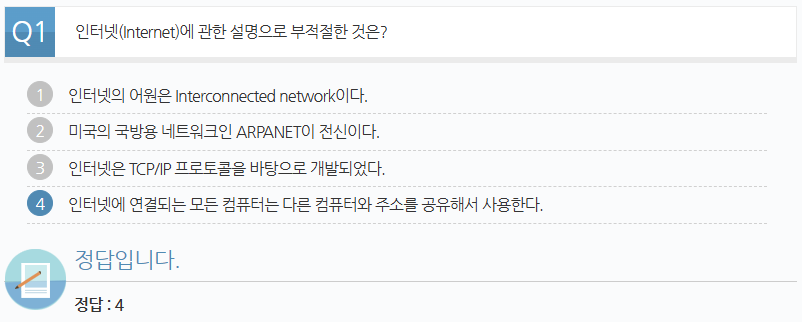 Q1 인터넷(Internet)에 관한 설명으로 부적절한 것은?
1 인터넷의 어원은 Interconnected network이다.
2 미국의 국방용 네트워크인 ARPANET이 전신이다.
3 인터넷은 TCP/IP 프로토콜을 바탕으로 개발되었다.
4 인터넷에 연결되는 모든 컴퓨터는 다른 컴퓨터와 주소를 공유해서 사용한다.
정답입니다.
정답 : 4